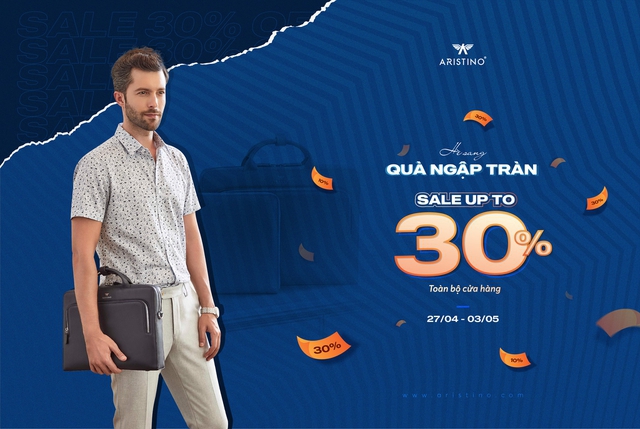 SALE 30% O
ARISTINO
Hè sang
QUÀ NGẬP TRÀN
SALE UP TO
30%
Toàn bộ cửa hàng
27/04 - 03/05
30%
10%
30%
30%
10%
www.aristino.com